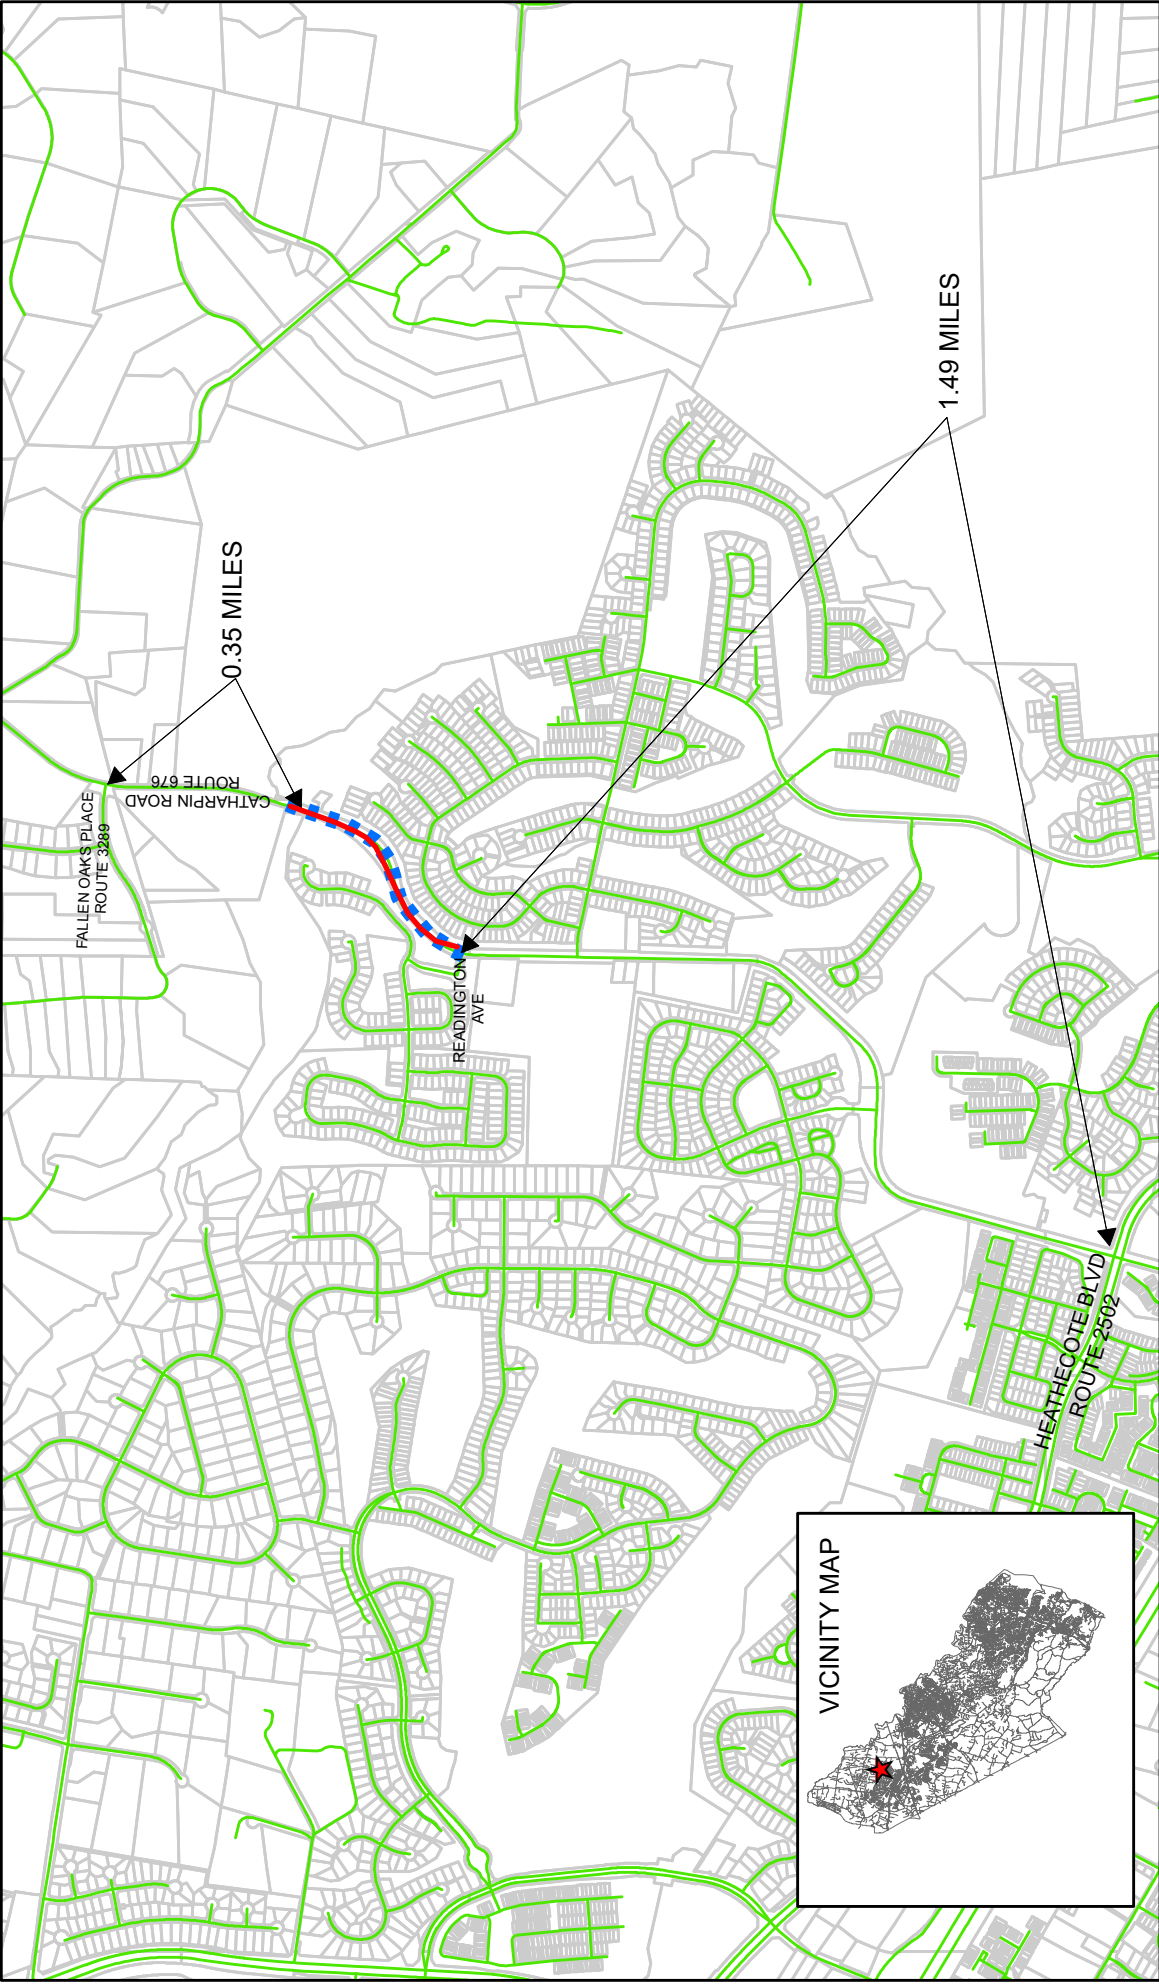 FALLEN OAKS PLACE
ROUTE 3289
CATHARPIN ROAD
ROUTE 676
0.35 MILES
READINGTON
AVE
1.49 MILES
HEATHECOTE BLVD
ROUTE 2502
VICINITY MAP